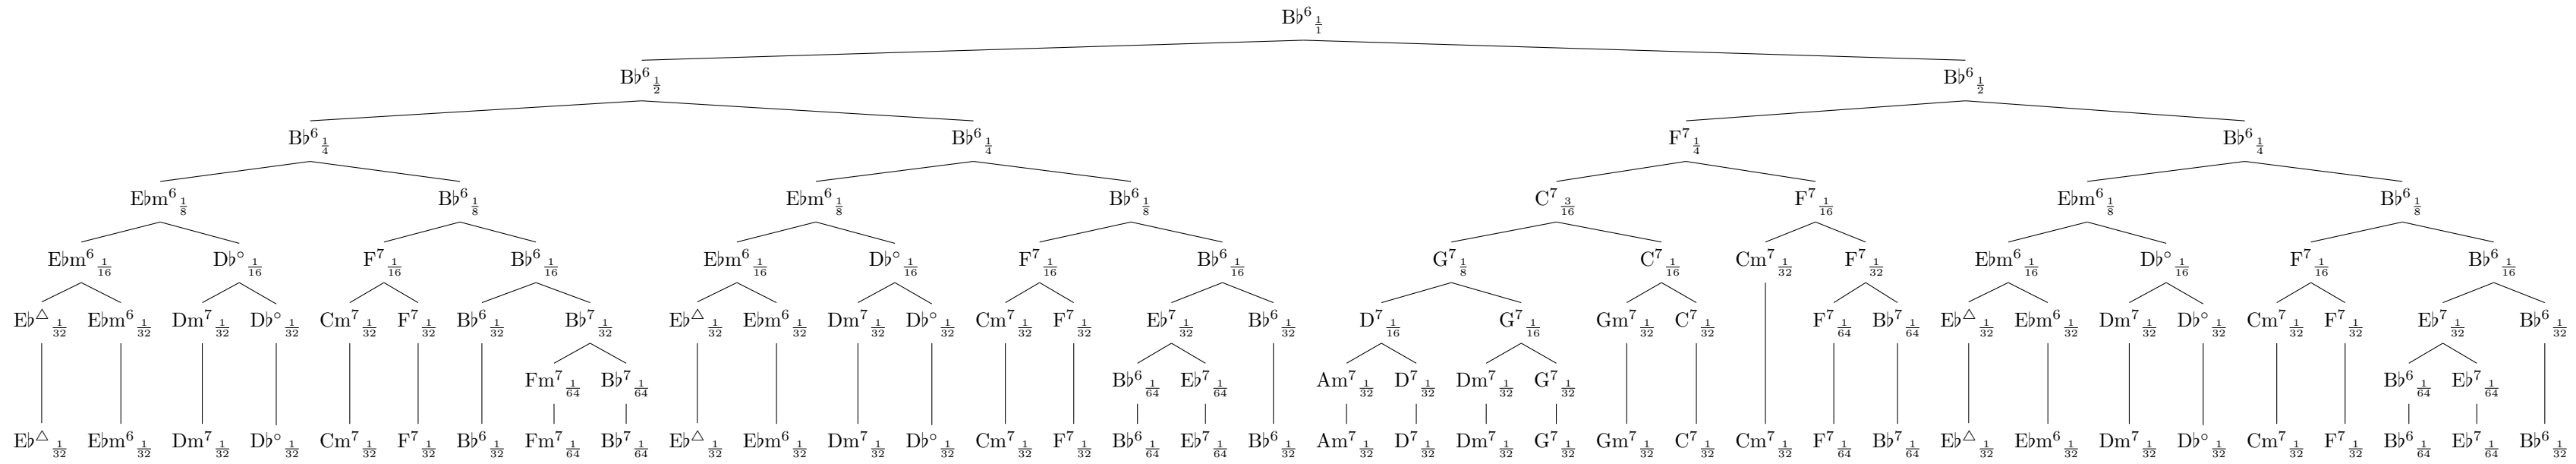 B♭⁶ 1/1
B♭⁶ 1/2 B♭⁶ 1/2
B♭⁶ 1/4 B♭⁶ 1/4 F⁷ 1/4 B♭⁶ 1/4
E♭m⁶ 1/8 B♭⁶ 1/8 E♭m⁶ 1/8 B♭⁶ 1/8 C⁷ 3/16 F⁷ 1/16 E♭m⁶ 1/8 B♭⁶ 1/8
E♭m⁶ 1/16 D♭° 1/16 F⁷ 1/16 B♭⁶ 1/16 E♭m⁶ 1/16 D♭° 1/16 F⁷ 1/16 B♭⁶ 1/16 G⁷ 1/8 C⁷ 1/16 Cm⁷ 1/32 F⁷ 1/32 E♭m⁶ 1/16 D♭° 1/16 F⁷ 1/16 B♭⁶ 1/16
E♭△ 1/32 E♭m⁶ 1/32 Dm⁷ 1/32 D♭° 1/32 Cm⁷ 1/32 F⁷ 1/32 B♭⁶ 1/32 B♭⁷ 1/32 E♭△ 1/32 E♭m⁶ 1/32 Dm⁷ 1/32 D♭° 1/32 Cm⁷ 1/32 F⁷ 1/32 E♭⁷ 1/32 B♭⁶ 1/32 D⁷ 1/16 G⁷ 1/16 Gm⁷ 1/32 C⁷ 1/32 F⁷ 1/64 B♭⁷ 1/64 E♭△ 1/32 E♭m⁶ 1/32 Dm⁷ 1/32 D♭° 1/32 Cm⁷ 1/32 F⁷ 1/32 E♭⁷ 1/32 B♭⁶ 1/32
Fm⁷ 1/64 B♭⁷ 1/64 B♭⁶ 1/64 E♭⁷ 1/64 Am⁷ 1/32 D⁷ 1/32 Dm⁷ 1/32 G⁷ 1/32 B♭⁶ 1/64 E♭⁷ 1/64
E♭△ 1/32 E♭m⁶ 1/32 Dm⁷ 1/32 D♭° 1/32 Cm⁷ 1/32 F⁷ 1/32 B♭⁶ 1/32 Fm⁷ 1/64 B♭⁷ 1/64 E♭△ 1/32 E♭m⁶ 1/32 Dm⁷ 1/32 D♭° 1/32 Cm⁷ 1/32 F⁷ 1/32 B♭⁶ 1/64 E♭⁷ 1/64 B♭⁶ 1/32 Am⁷ 1/32 D⁷ 1/32 Dm⁷ 1/32 G⁷ 1/32 Gm⁷ 1/32 C⁷ 1/32 Cm⁷ 1/32 F⁷ 1/64 B♭⁷ 1/64 E♭△ 1/32 E♭m⁶ 1/32 Dm⁷ 1/32 D♭° 1/32 Cm⁷ 1/32 F⁷ 1/32 B♭⁶ 1/64 E♭⁷ 1/64 B♭⁶ 1/32